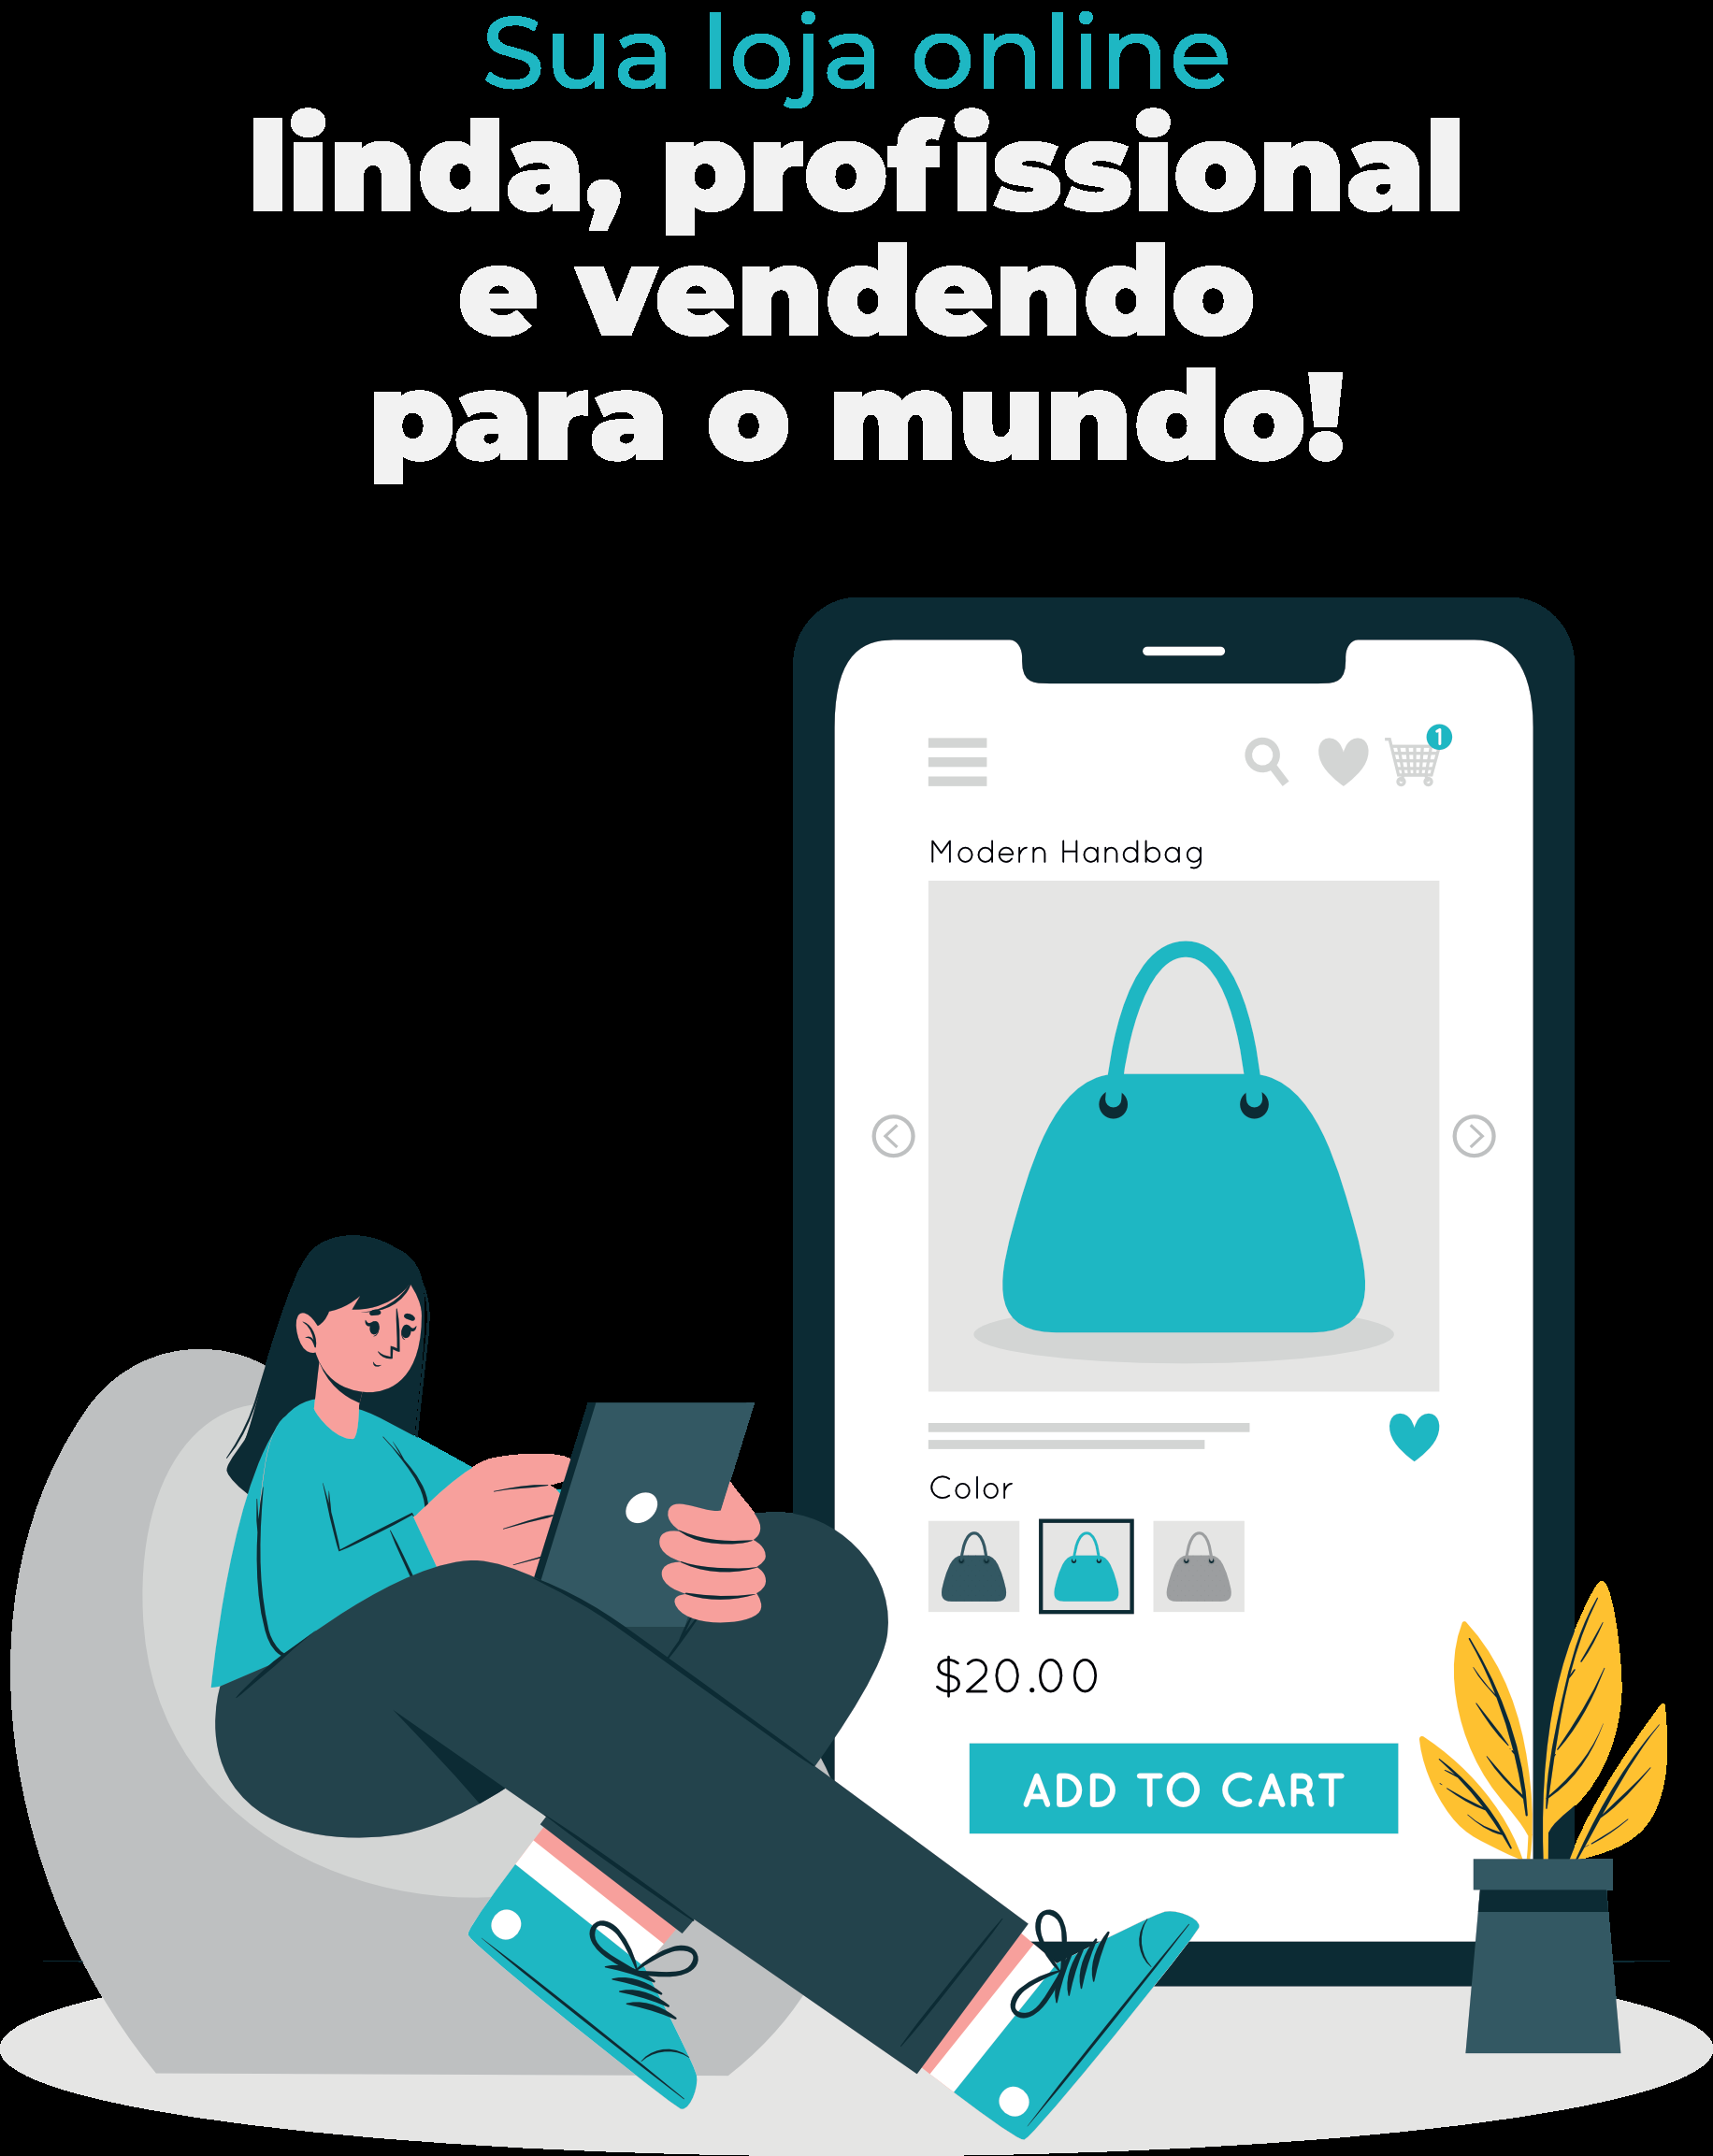 Sua loja online
linda, profissional
e vendendo
para o mundo!
1
Modern Handbag
Color
$20.00
ADD TO CART